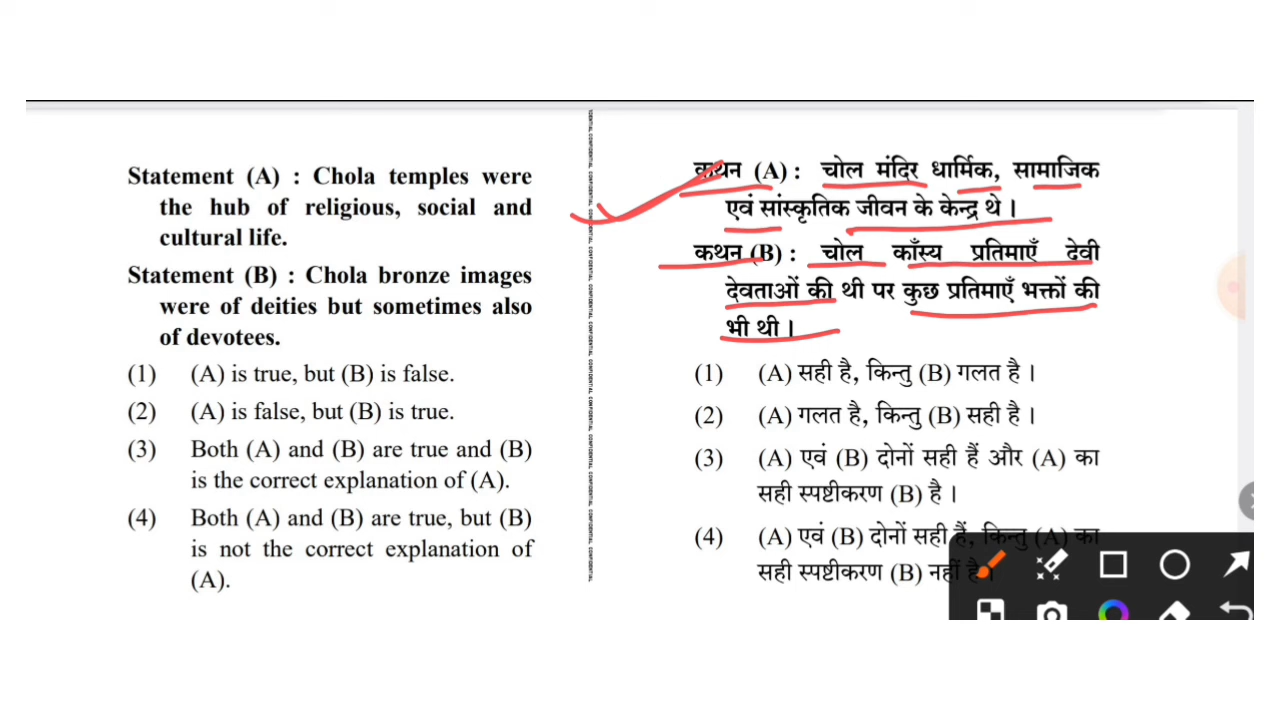 Statement (A) : Chola temples were
the hub of religious, social and
cultural life.
Statement (B) : Chola bronze images
were of deities but sometimes also
of devotees.
(1) (A) is true, but (B) is false.
(2) (A) is false, but (B) is true.
(3) Both (A) and (B) are true and (B)
is the correct explanation of (A).
(4) Both (A) and (B) are true, but (B)
is not the correct explanation of
(A).
कथन (A) : चोल मंदिर धार्मिक, सामाजिक
एवं सांस्कृतिक जीवन के केन्द्र थे ।
कथन (B) : चोल काँस्य प्रतिमाएँ देवी
देवताओं की थी पर कुछ प्रतिमाएँ भक्तों की
भी थी ।
(1) (A) सही है, किन्तु (B) गलत है ।
(2) (A) गलत है, किन्तु (B) सही है ।
(3) (A) एवं (B) दोनों सही हैं और (A) का
सही स्पष्टीकरण (B) है ।
(4) (A) एवं (B) दोनों सही हैं, किन्तु (A) का
सही स्पष्टीकरण (B) नहीं है ।